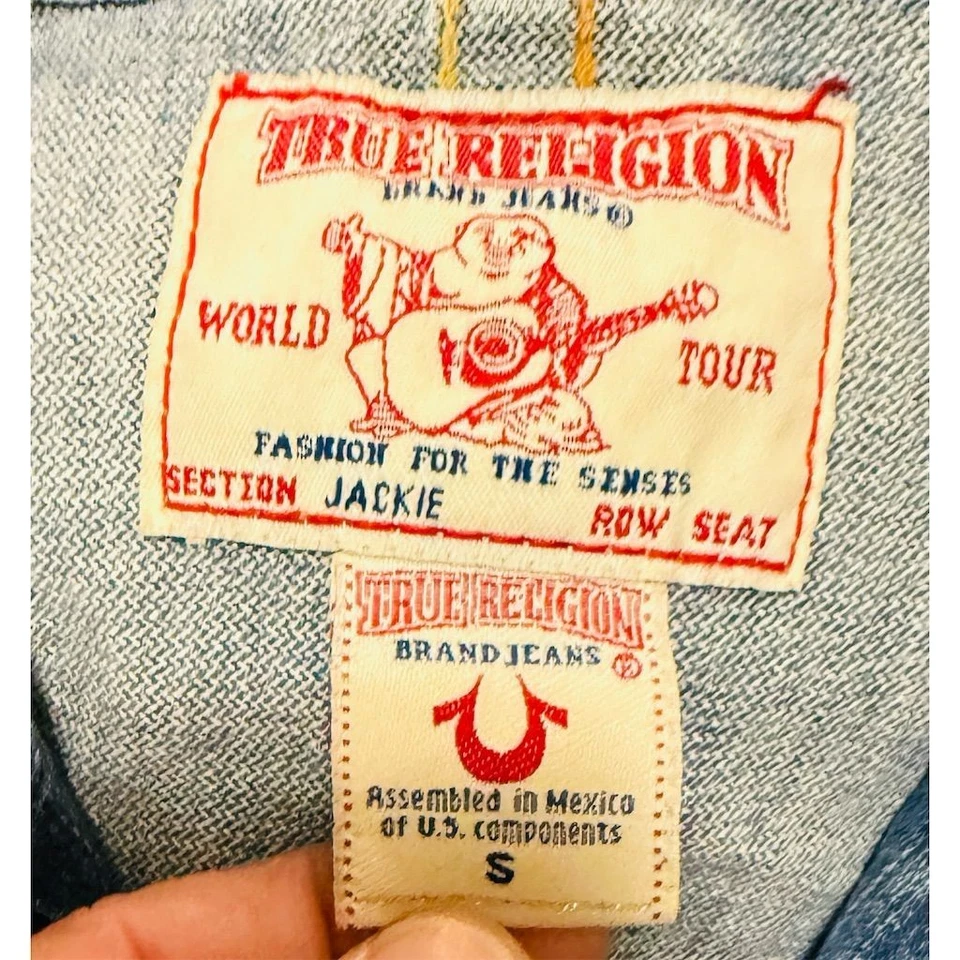 TRUE RELIGION
BRAND JEANS®
WORLD TOUR
FASHION FOR THE SENSES
SECTION JACKIE ROW SEAT
TRUE RELIGION
BRAND JEANS ®
Assembled in Mexico
of U.S. components
S